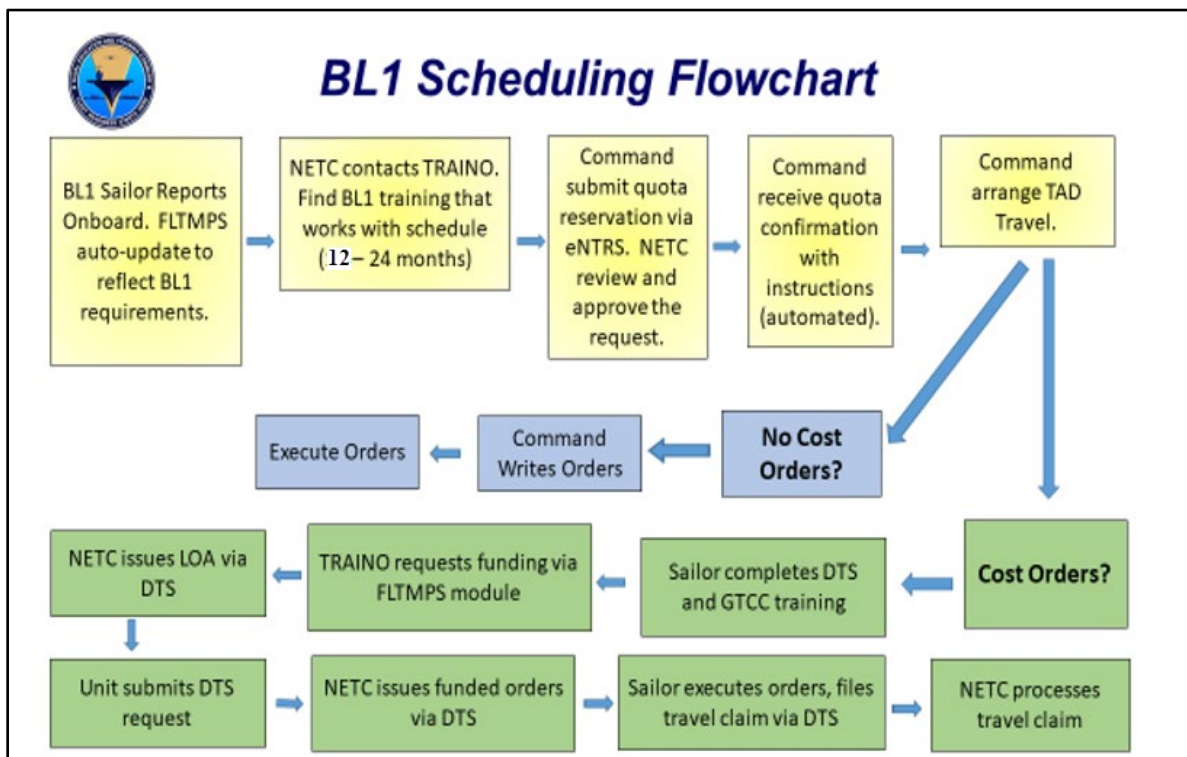 BL1 Scheduling Flowchart
BL1 Sailor Reports
Onboard. FLTMPS
auto-update to
reflect BL1
requirements.
NETC contacts TRAINO.
Find BL1 training that
works with schedule
(12 – 24 months)
Command
submit quota
reservation via
eNTRS. NETC
review and
approve the
request.
Command
receive quota
confirmation
with
instructions
(automated).
Command
arrange TAD
Travel.
No Cost
Orders?
Command
Writes Orders
Execute Orders
Cost Orders?
Sailor completes DTS
and GTCC training
TRAINO requests funding via
FLTMPS module
NETC issues LOA via
DTS
Unit submits DTS
request
NETC issues funded orders
via DTS
Sailor executes orders, files
travel claim via DTS
NETC processes
travel claim